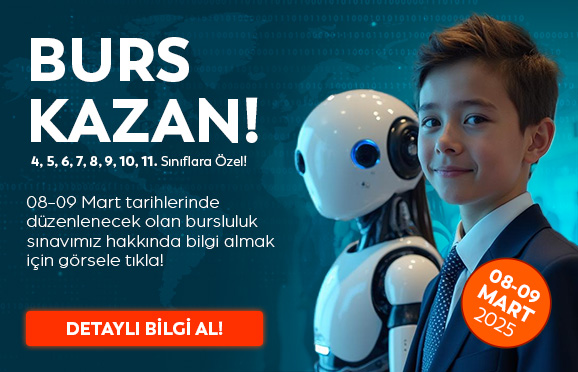 BURS
KAZAN!
4, 5, 6, 7, 8, 9, 10, 11. Sınıflara Özel!
08-09 Mart tarihlerinde
düzenlenecek olan bursluluk
sınavımız hakkında bilgi almak
için görsele tıkla!
DETAYLI BİLGİ AL!
08-09
MART
2025